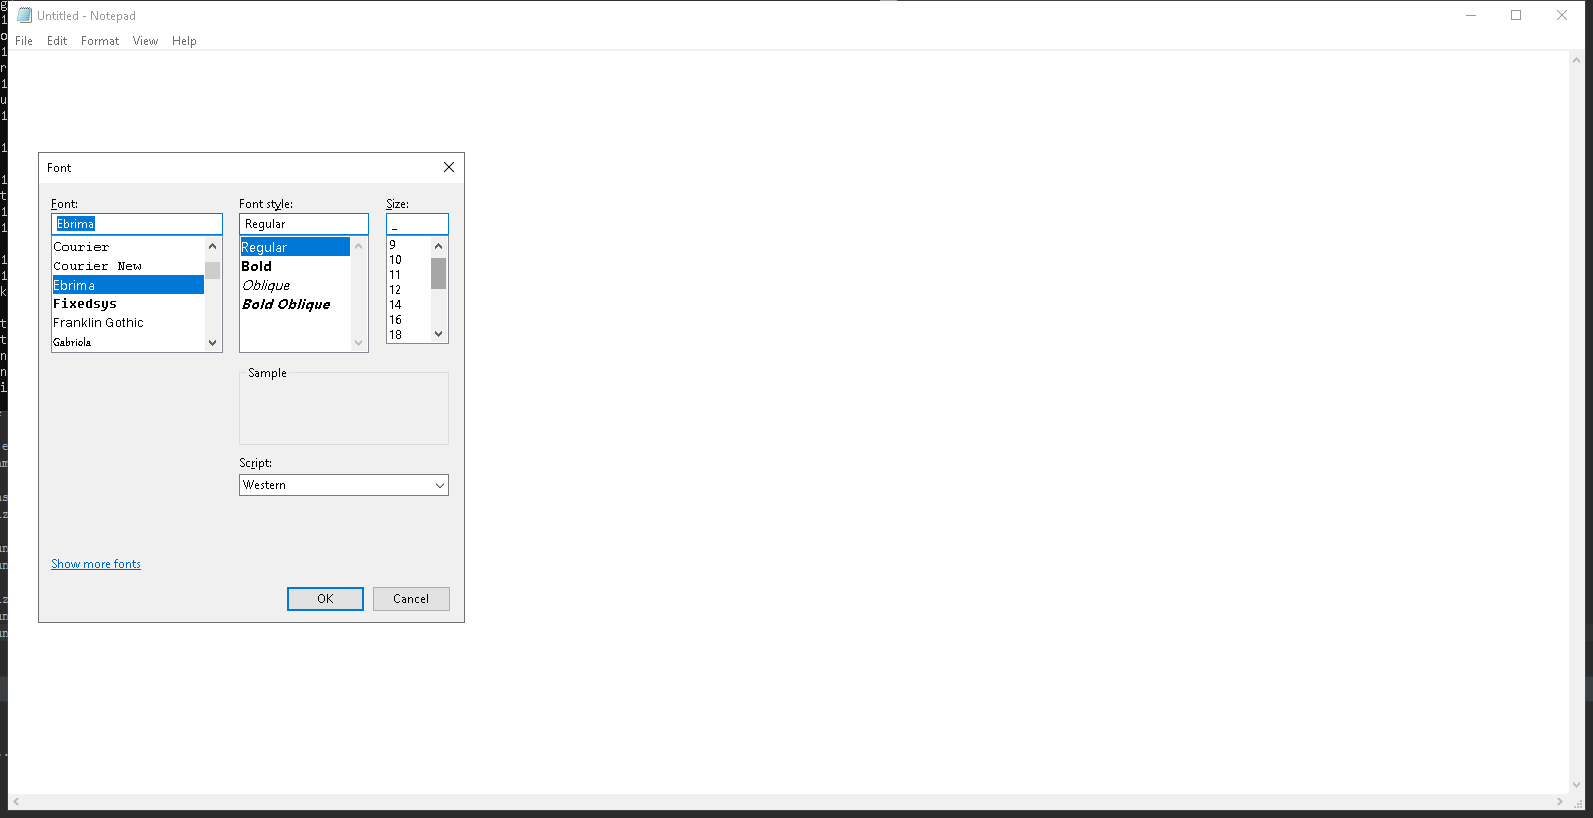 Untitled - Notepad
File Edit Format View Help
Font
Font:
Ebrima
Courier
Courier New
Ebrima
Fixedsys
Franklin Gothic
Gabriola
Font style:
Regular
Regular
Bold
Oblique
Bold Oblique
Size:
_
9
10
11
12
14
16
18
Sample
Script:
Western
Show more fonts
OK Cancel